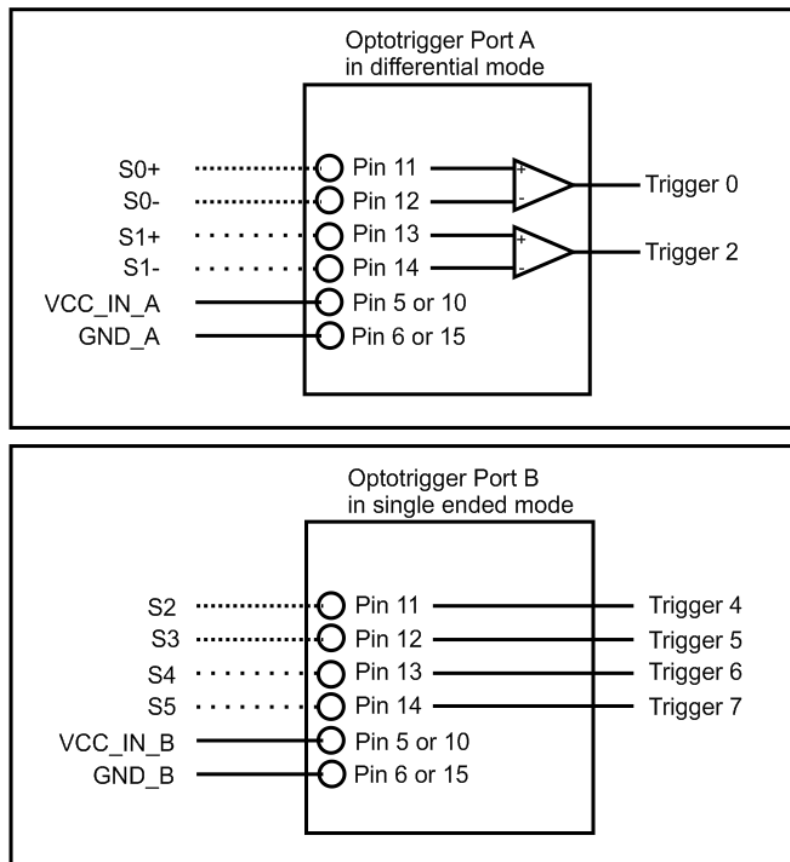 Optotrigger Port A
in differential mode
S0+ Pin 11 + Trigger 0
S0- Pin 12 -
S1+ Pin 13 + Trigger 2
S1- Pin 14 -
VCC_IN_A Pin 5 or 10
GND_A Pin 6 or 15
Optotrigger Port B
in single ended mode
S2 Pin 11 Trigger 4
S3 Pin 12 Trigger 5
S4 Pin 13 Trigger 6
S5 Pin 14 Trigger 7
VCC_IN_B Pin 5 or 10
GND_B Pin 6 or 15